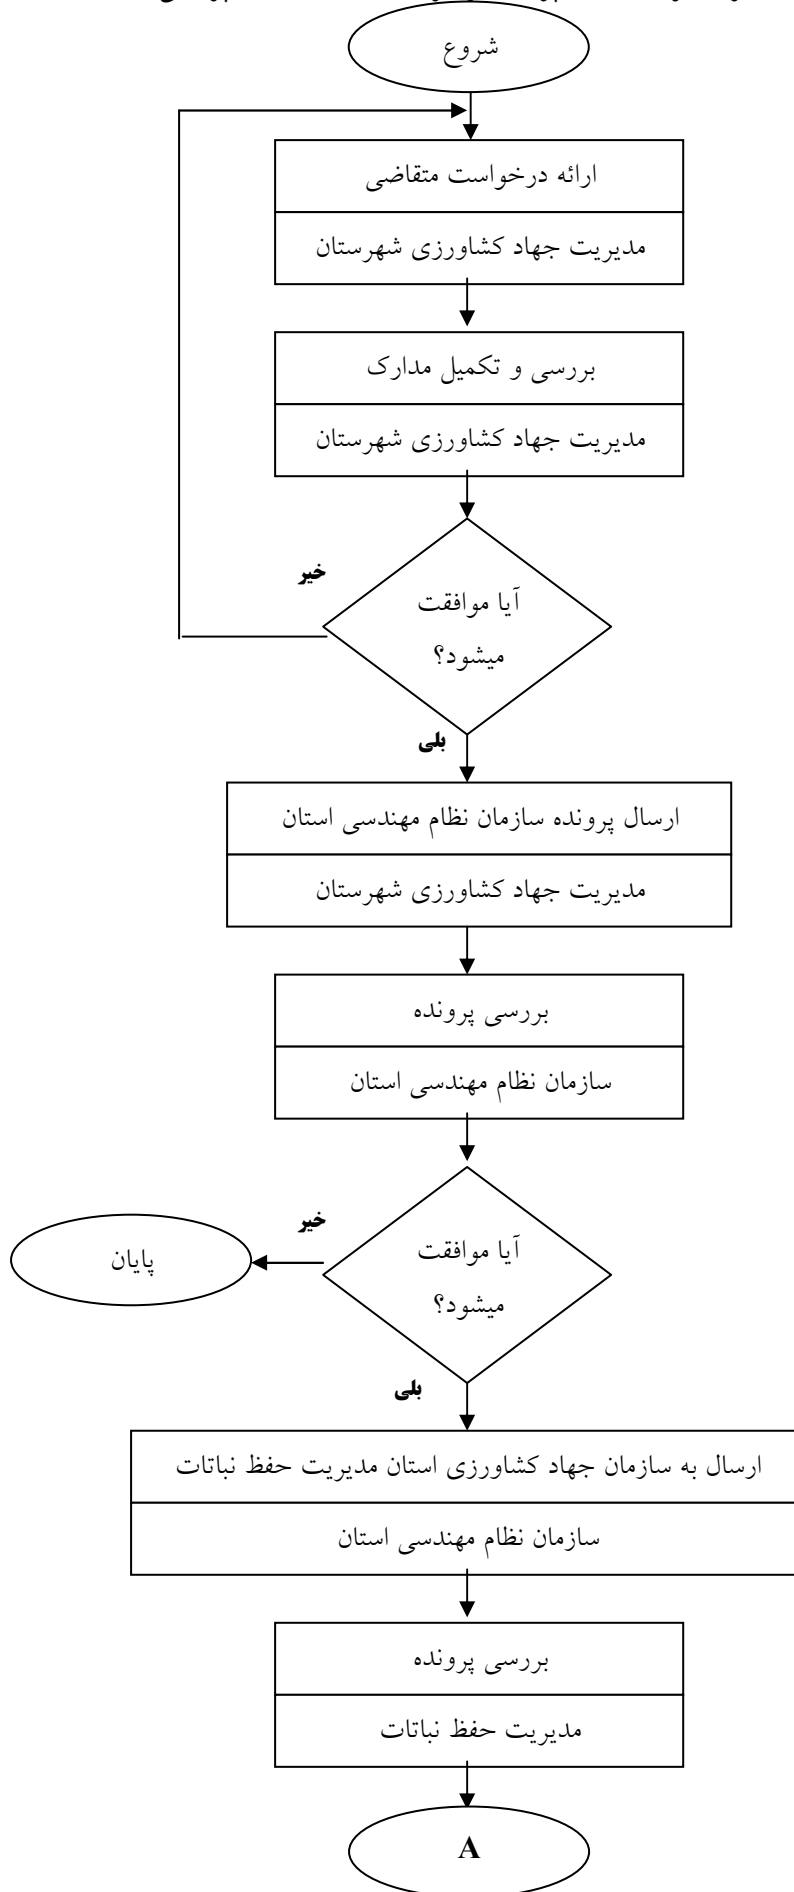 شروع
ارائه درخواست متقاضی
مدیریت جهاد کشاورزی شهرستان
بررسی و تکمیل مدارک
مدیریت جهاد کشاورزی شهرستان
خیر
آیا موافقت
میشود؟
بلی
ارسال پرونده سازمان نظام مهندسی استان
مدیریت جهاد کشاورزی شهرستان
بررسی پرونده
سازمان نظام مهندسی استان
خیر
آیا موافقت
میشود؟
پایان
بلی
ارسال به سازمان جهاد کشاورزی استان مدیریت حفظ نباتات
سازمان نظام مهندسی استان
بررسی پرونده
مدیریت حفظ نباتات
A